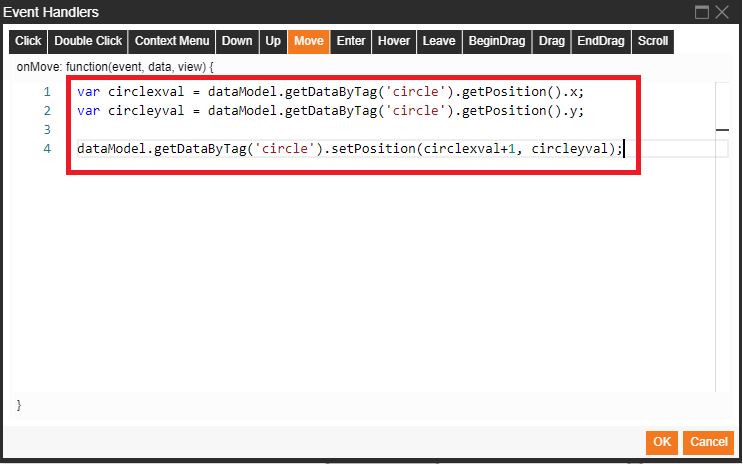 Event Handlers
Click Double Click Context Menu Down Up Move Enter Hover Leave BeginDrag Drag EndDrag Scroll
onMove: function(event, data, view) {
1 var circlexval = dataModel.getDataByTag('circle').getPosition().x;
2 var circleyval = dataModel.getDataByTag('circle').getPosition().y;
3
4 dataModel.getDataByTag('circle').setPosition(circlexval+1, circleyval);
}
OK Cancel